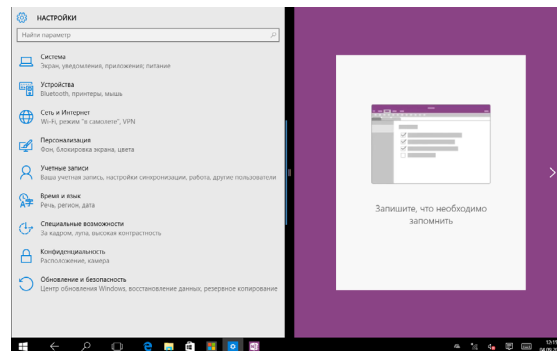 НАСТРОЙКИ
Найти параметр
Система
Экран, уведомления, приложения; питание
Устройства
Bluetooth, принтеры, мышь
Сеть и Интернет
Wi-Fi, режим "в самолете", VPN
Персонализация
Фон, блокировка экрана, цвета
Учетные записи
Ваша учетная запись, настройки синхронизации, работа, другие пользователи
Время и язык
Речь, регион, дата
Специальные возможности
За кадром, лупа, высокая контрастность
Конфиденциальность
Расположение, камера
Обновление и безопасность
Центр обновления Windows, восстановление данных, резервное копирование
Запишите, что необходимо
запомнить